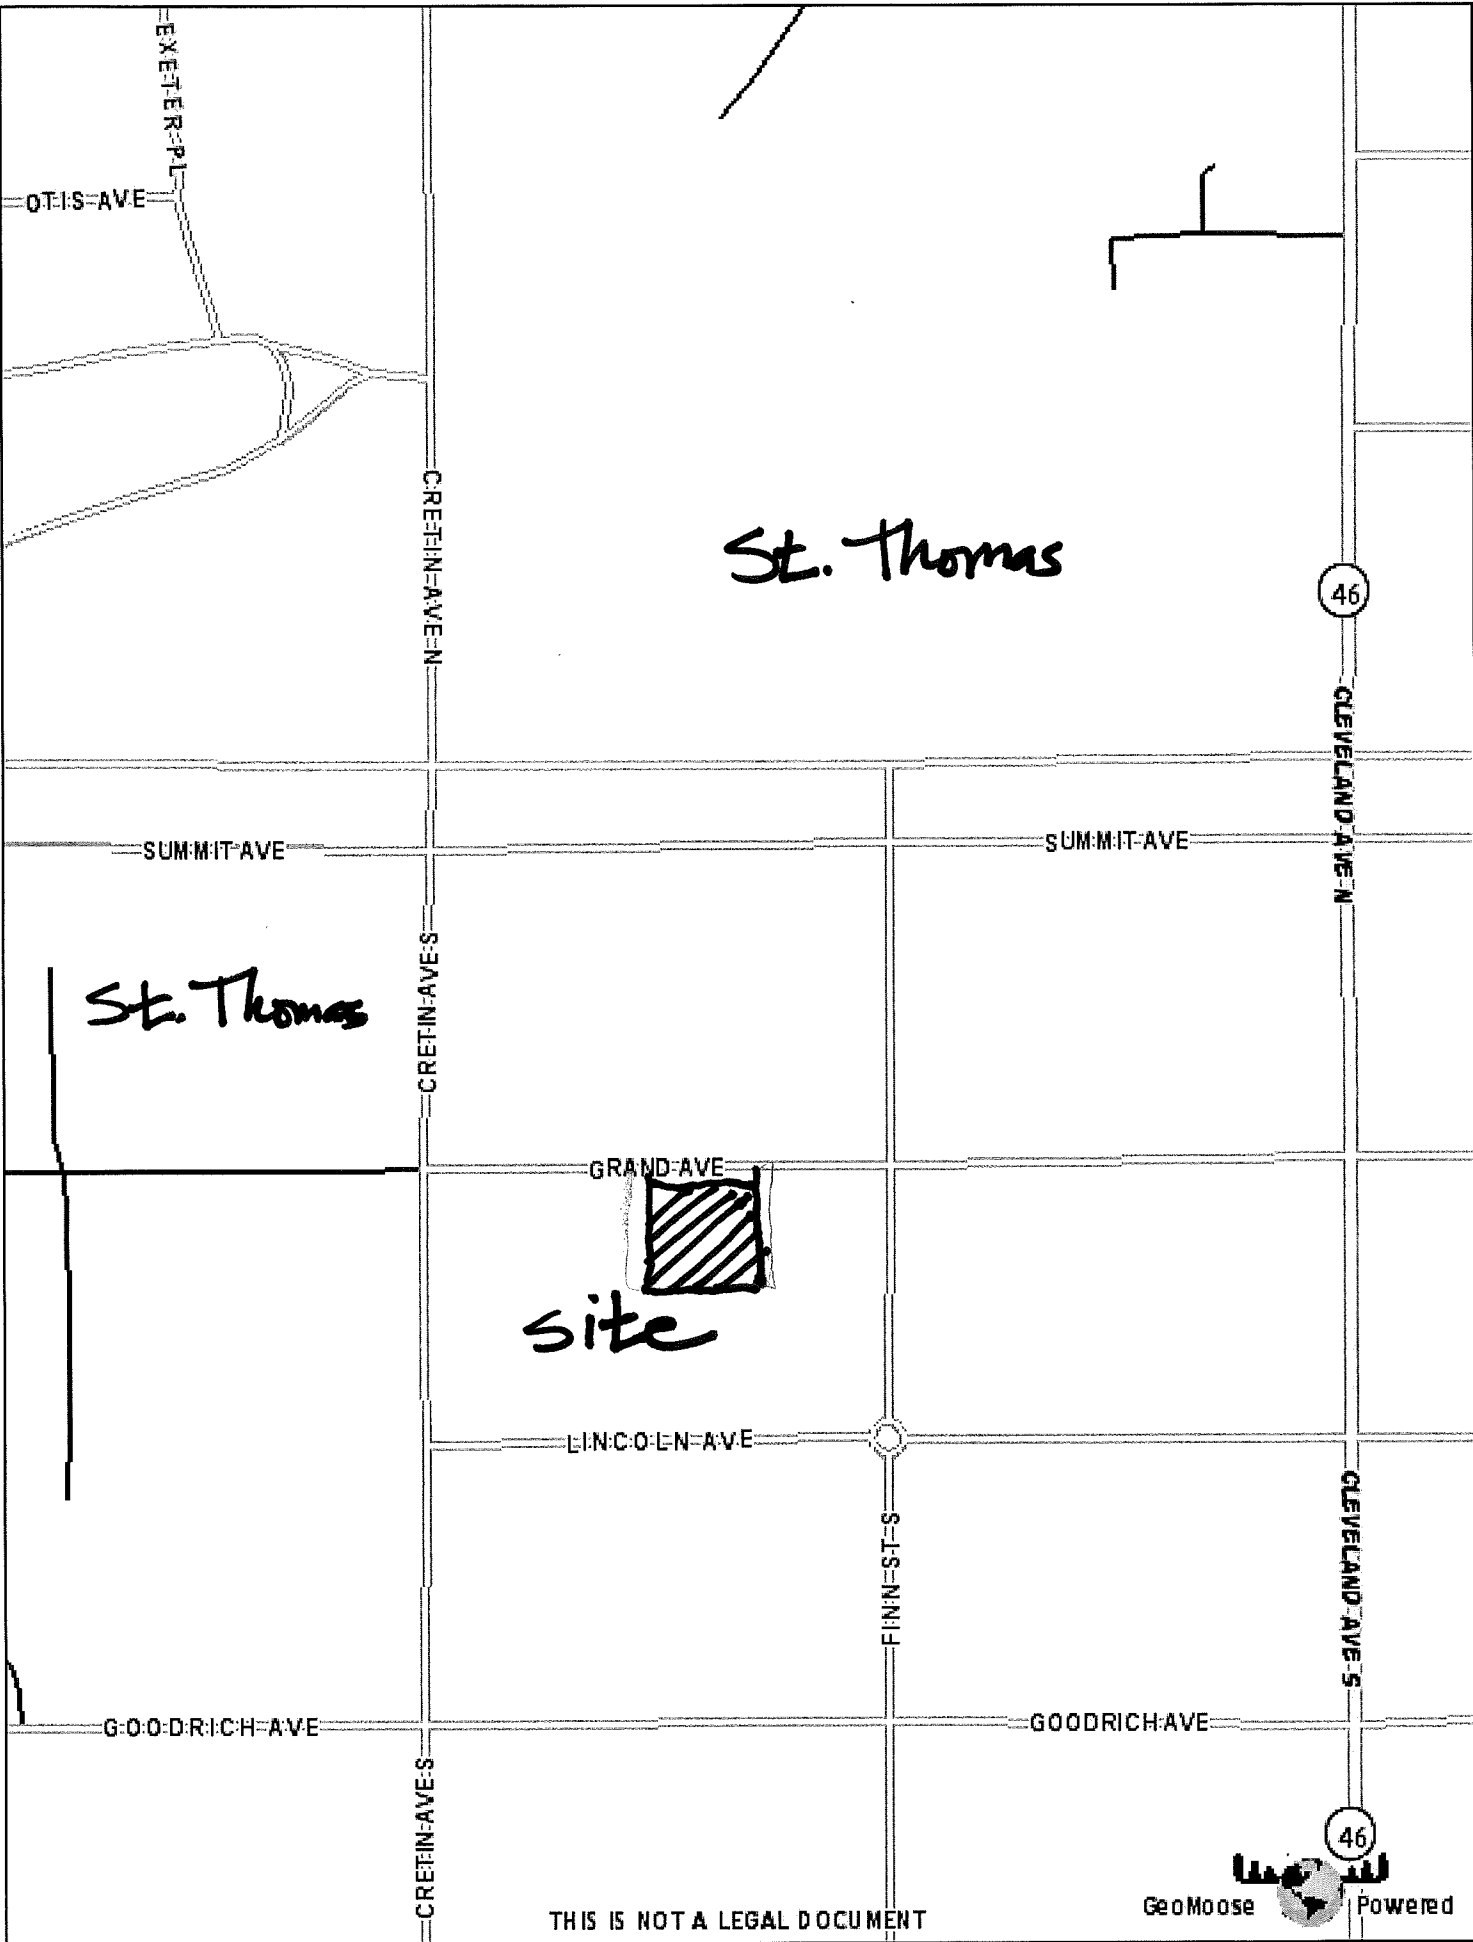 EXETER PL
OTIS AVE
CRETIN AVE N
St. Thomas
46
CLEVELAND AVE N
SUMMIT AVE
SUMMIT AVE
St. Thomas
CRETIN AVE S
GRAND AVE
site
LINCOLN AVE
FINN ST S
CLEVELAND AVE S
GOODRICH AVE
GOODRICH AVE
CRETIN AVE S
46
GeoMoose Powered
THIS IS NOT A LEGAL DOCUMENT